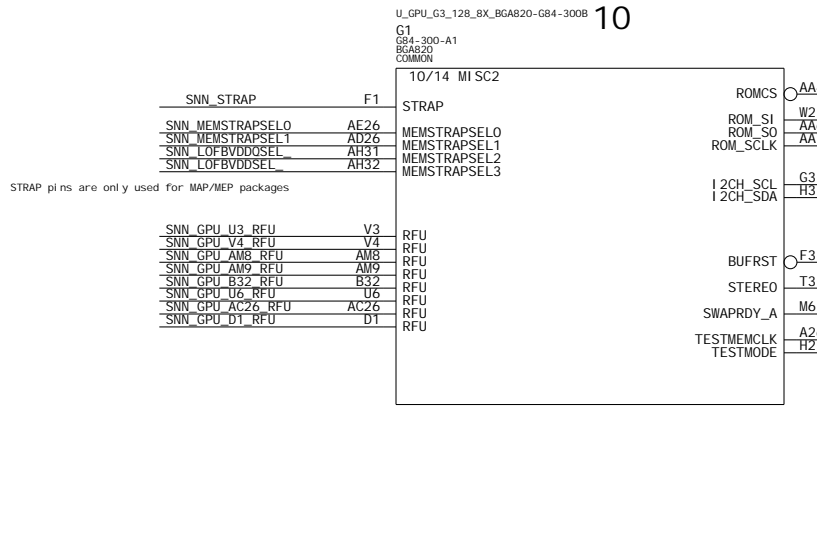 U_GPU_G3_128_8X_BGA820-G84-300B 10
G1
G84-300-A1
BGA820
COMMON
10/14 MISC2
SNN_STRAP F1 STRAP
SNN_MEMSTRAPSEL0 AE26 MEMSTRAPSEL0
SNN_MEMSTRAPSEL1 AD26 MEMSTRAPSEL1
SNN_LOFBVDDQSEL_ AH31 MEMSTRAPSEL2
SNN_LOFBVDDSEL_ AH32 MEMSTRAPSEL3
STRAP pins are only used for MAP/MEP packages
SNN_GPU_U3_RFU V3 RFU
SNN_GPU_V4_RFU V4 RFU
SNN_GPU_AM8_RFU AM8 RFU
SNN_GPU_AM9_RFU AM9 RFU
SNN_GPU_B32_RFU B32 RFU
SNN_GPU_U6_RFU U6 RFU
SNN_GPU_AC26_RFU AC26 RFU
SNN_GPU_D1_RFU D1 RFU
ROMCS
ROM_SI W2
ROM_SO
ROM_SCLK
I2CH_SCL G3
I2CH_SDA H3
BUFRST F3
STEREO T3
SWAPRDY_A M6
TESTMEMCLK
TESTMODE H2